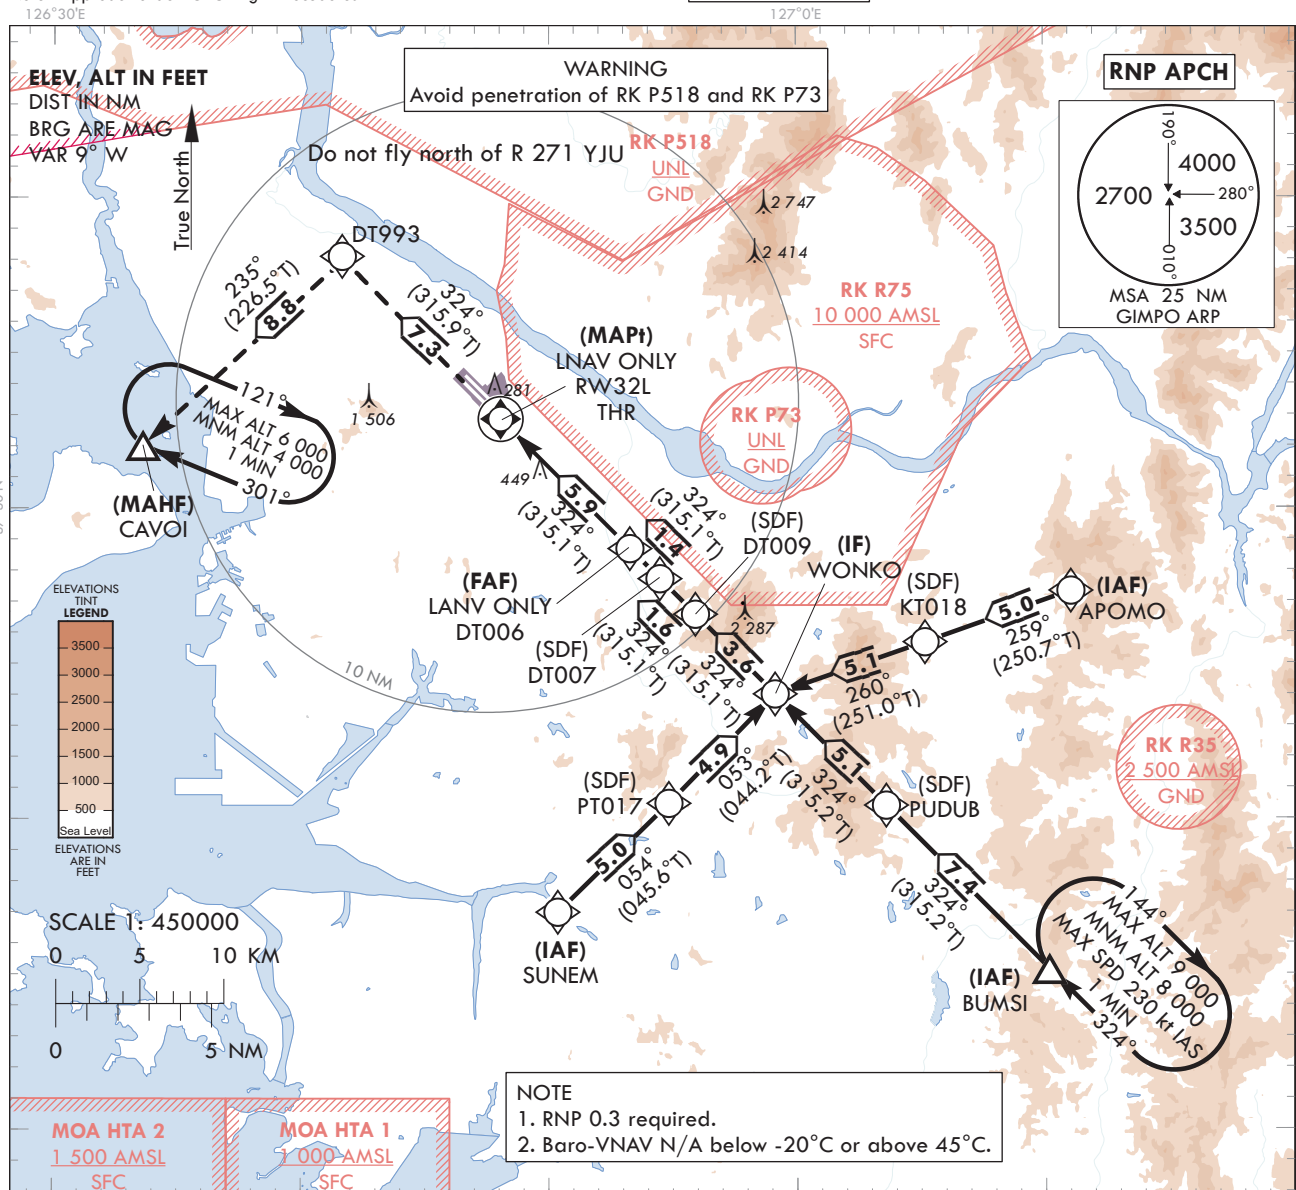 126°30'E
127°0'E
ELEV, ALT IN FEET
DIST IN NM
BRG ARE MAG
VAR 9° W
True North
WARNING
Avoid penetration of RK P518 and RK P73
Do not fly north of R 271 YJU
RK P518
UNL
GND
RNP APCH
190°
4000
2700
280°
3500
010°
MSA 25 NM
GIMPO ARP
2 747
2 414
RK R75
10 000 AMSL
SFC
DT993
235°
(226.5°T)
8.8
324°
(315.9°T)
7.3
(MAPt)
LNAV ONLY
RW32L
THR
281
1 506
121°
MAX ALT 6 000
MNM ALT 4 000
1 MIN
301°
(MAHF)
CAVOI
RK P73
UNL
GND
449
5.9
324°
(315.1°T)
324°
(315.1°T)
1.4
(SDF)
DT009
(IF)
WONKO
(FAF)
LANV ONLY
DT006
(SDF)
DT007
1.6
324°
(315.1°T)
3.6
324°
(315.1°T)
2 287
(SDF)
KT018
5.0
259°
(250.7°T)
(IAF)
APOMO
5.1
260°
(251.0°T)
10 NM
ELEVATIONS
TINT
LEGEND
3500
3000
2500
2000
1500
1000
500
Sea Level
ELEVATIONS
ARE IN
FEET
(SDF)
PT017
4.9
053°
(044.2°T)
5.1
324°
(315.2°T)
(SDF)
PUDUB
RK R35
2 500 AMSL
GND
5.0
054°
(045.6°T)
(IAF)
SUNEM
7.4
324°
(315.2°T)
(IAF)
BUMSI
144°
MAX ALT 9 000
MNM ALT 8 000
MAX SPD 230 kt IAS
1 MIN
324°
SCALE 1: 450000
0 5 10 KM
0 5 NM
NOTE
1. RNP 0.3 required.
2. Baro-VNAV N/A below -20°C or above 45°C.
MOA HTA 2
1 500 AMSL
SFC
MOA HTA 1
1 000 AMSL
SFC